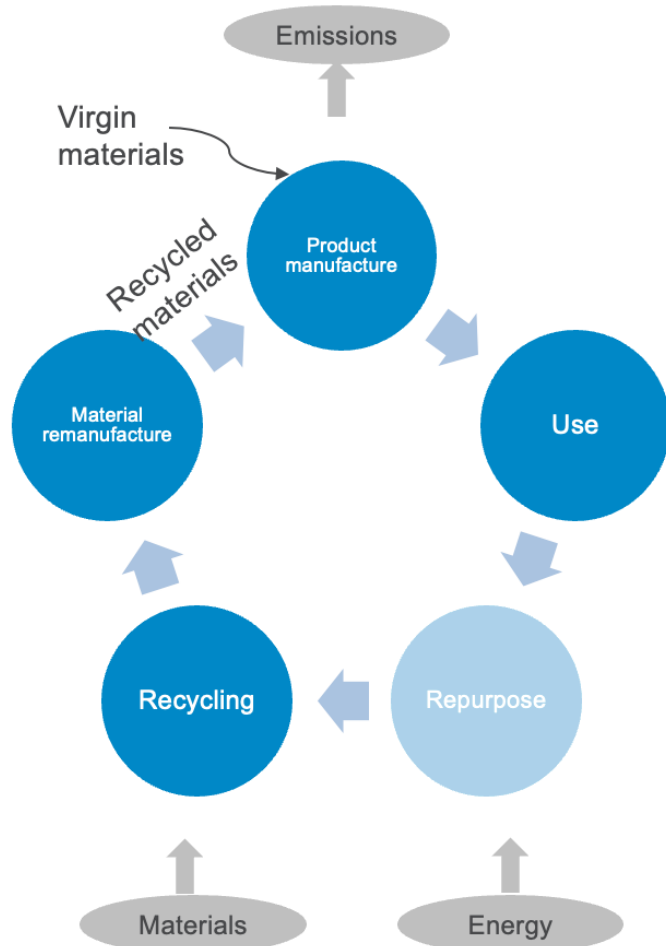 Emissions
Virgin
materials
Product
manufacture
Recycled
materials
Material
remanufacture
Use
Recycling
Repurpose
Materials
Energy